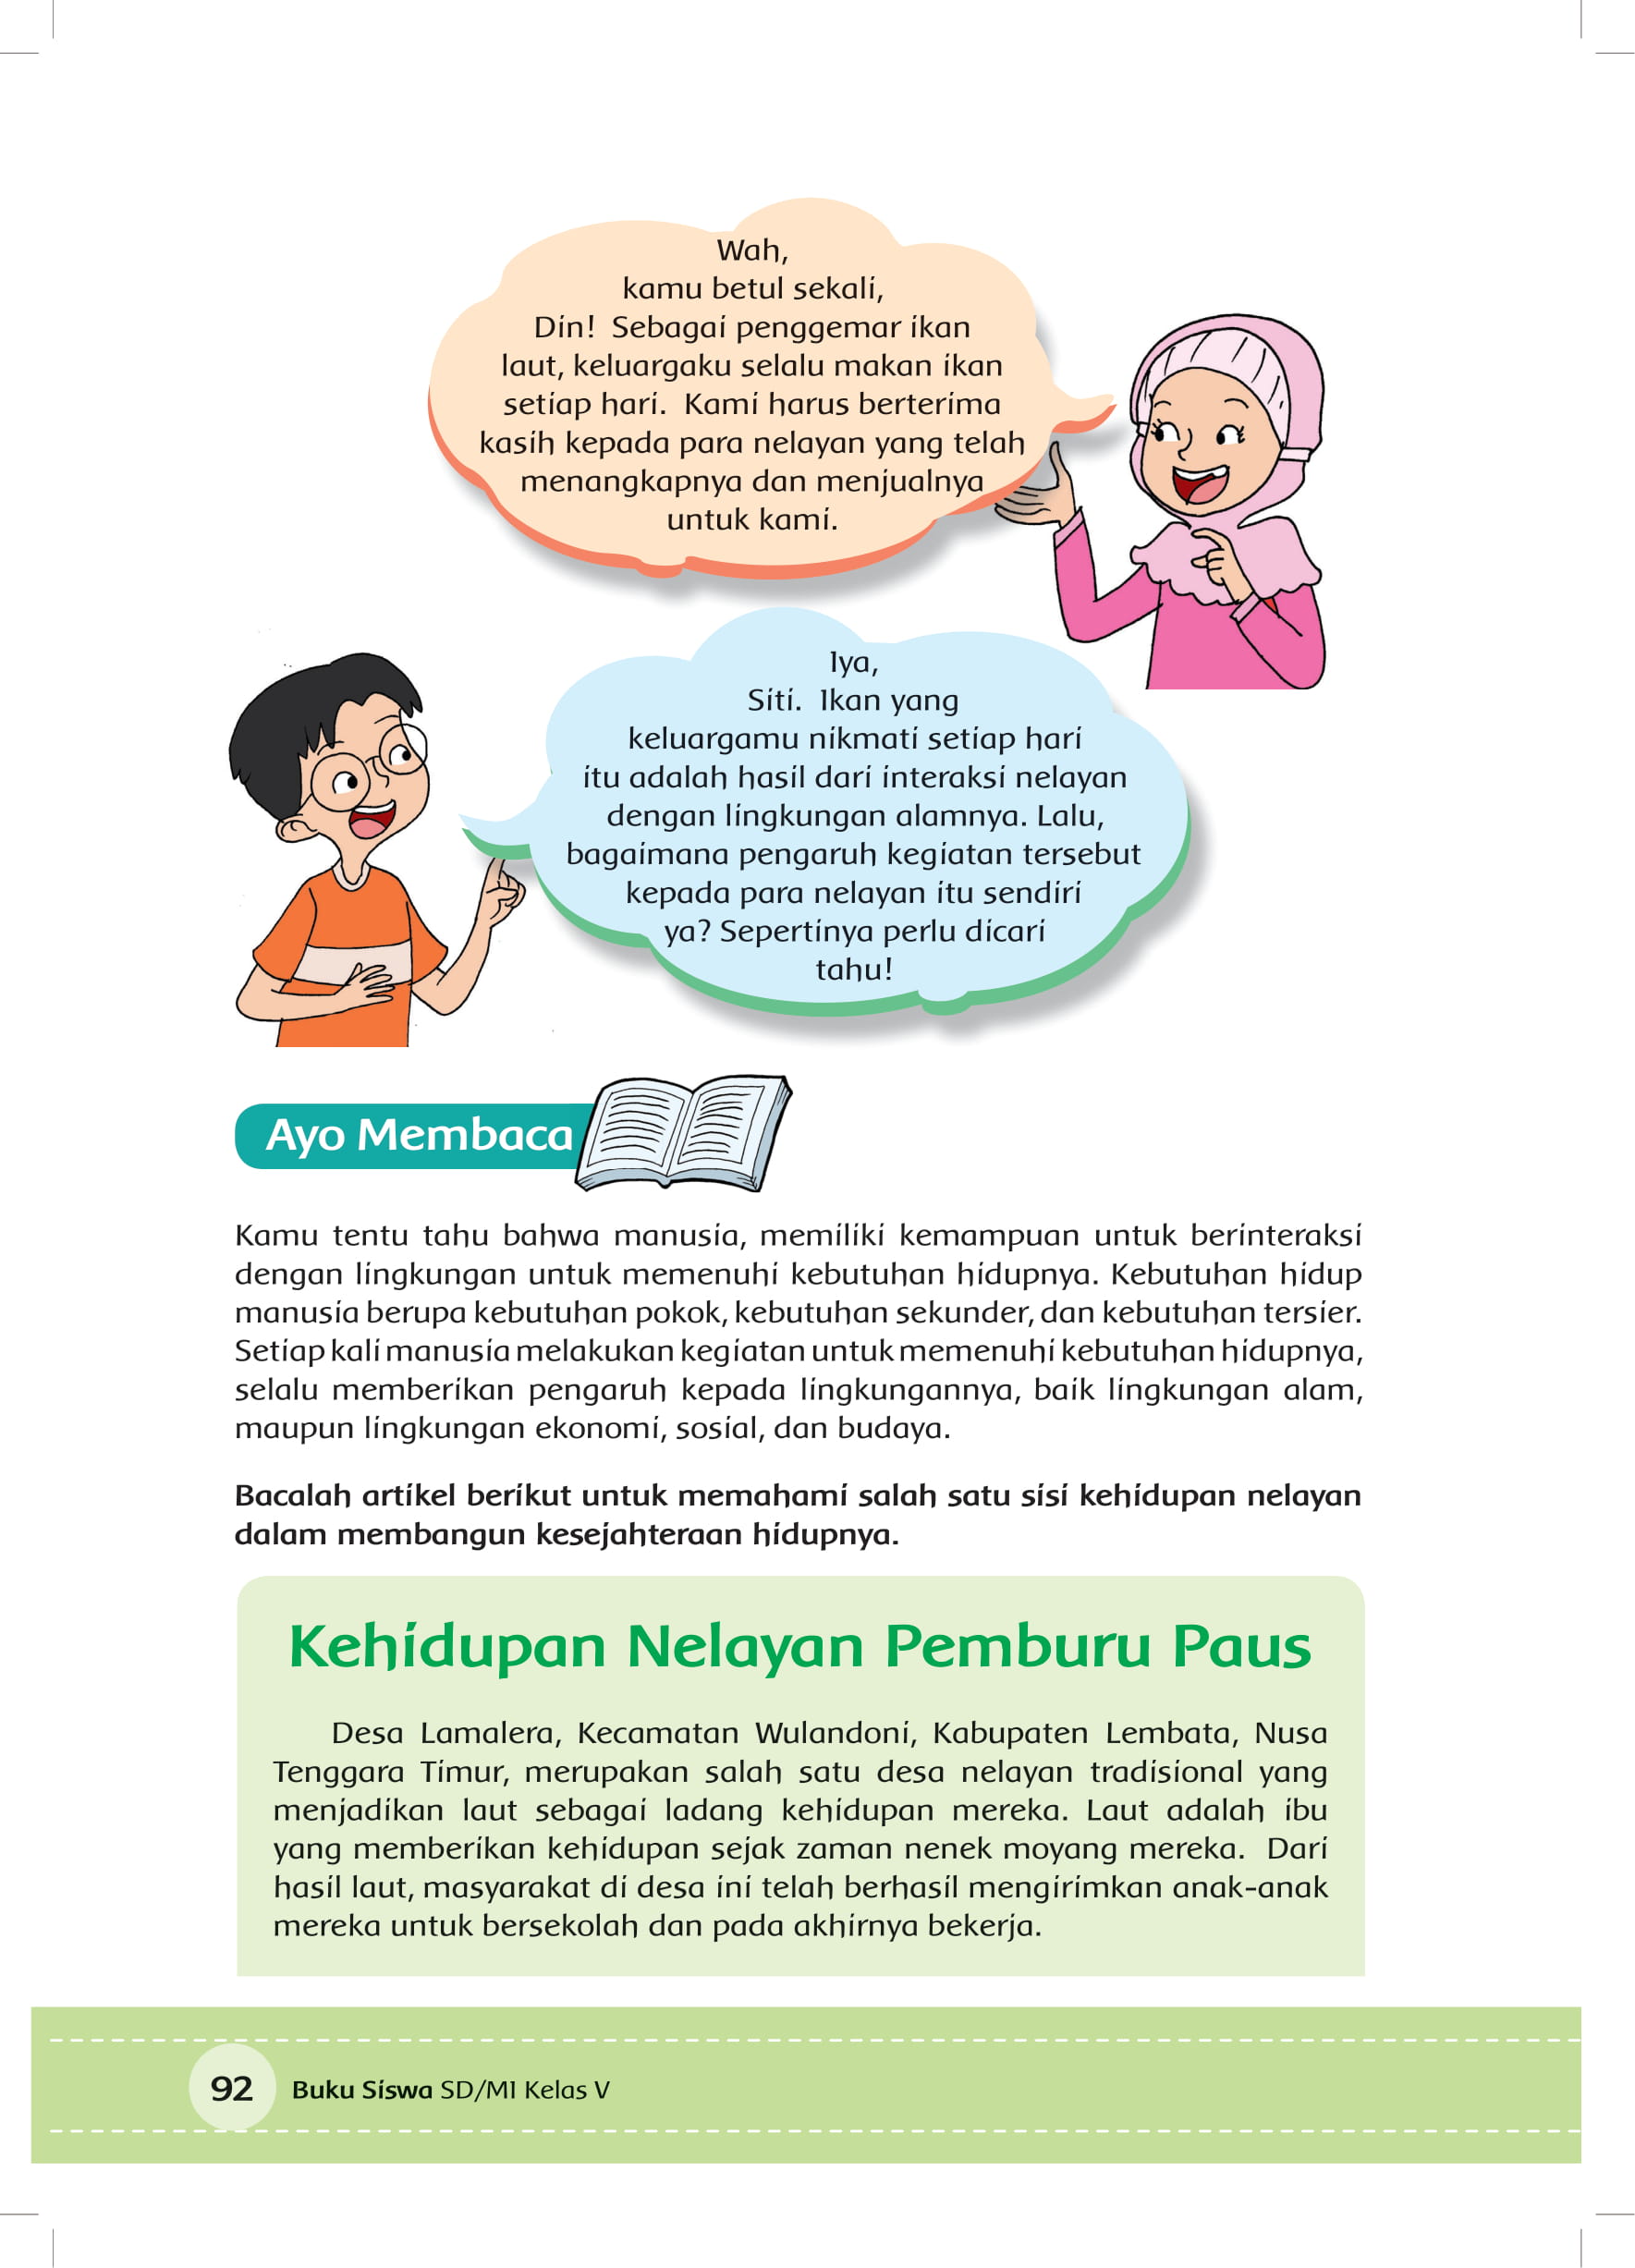 Wah,
kamu betul sekali,
Din!  Sebagai penggemar ikan
laut, keluargaku selalu makan ikan
setiap hari.  Kami harus berterima
kasih kepada para nelayan yang telah
menangkapnya dan menjualnya
untuk kami.
Iya,
Siti.  Ikan yang
keluargamu nikmati setiap hari
itu adalah hasil dari interaksi nelayan
dengan lingkungan alamnya. Lalu,
bagaimana pengaruh kegiatan tersebut
kepada para nelayan itu sendiri
ya? Sepertinya perlu dicari
tahu!
Ayo Membaca
Kamu tentu tahu bahwa manusia, memiliki kemampuan untuk berinteraksi
dengan lingkungan untuk memenuhi kebutuhan hidupnya. Kebutuhan hidup
manusia berupa kebutuhan pokok, kebutuhan sekunder, dan kebutuhan tersier.
Setiap kali manusia melakukan kegiatan untuk memenuhi kebutuhan hidupnya,
selalu memberikan pengaruh kepada lingkungannya, baik lingkungan alam,
maupun lingkungan ekonomi, sosial, dan budaya.
Bacalah artikel berikut untuk memahami salah satu sisi kehidupan nelayan
dalam membangun kesejahteraan hidupnya.
Kehidupan Nelayan Pemburu Paus
Desa Lamalera, Kecamatan Wulandoni, Kabupaten Lembata, Nusa
Tenggara Timur, merupakan salah satu desa nelayan tradisional yang
menjadikan laut sebagai ladang kehidupan mereka. Laut adalah ibu
yang memberikan kehidupan sejak zaman nenek moyang mereka.  Dari
hasil laut, masyarakat di desa ini telah berhasil mengirimkan anak-anak
mereka untuk bersekolah dan pada akhirnya bekerja.
92 Buku Siswa SD/MI Kelas V